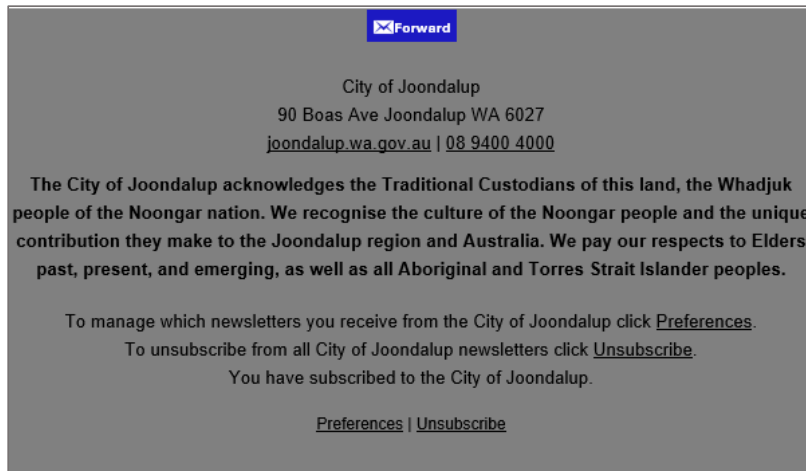 Forward
City of Joondalup
90 Boas Ave Joondalup WA 6027
joondalup.wa.gov.au | 08 9400 4000
The City of Joondalup acknowledges the Traditional Custodians of this land, the Whadjuk
people of the Noongar nation. We recognise the culture of the Noongar people and the unique
contribution they make to the Joondalup region and Australia. We pay our respects to Elders
past, present, and emerging, as well as all Aboriginal and Torres Strait Islander peoples.
To manage which newsletters you receive from the City of Joondalup click Preferences.
To unsubscribe from all City of Joondalup newsletters click Unsubscribe.
You have subscribed to the City of Joondalup.
Preferences | Unsubscribe